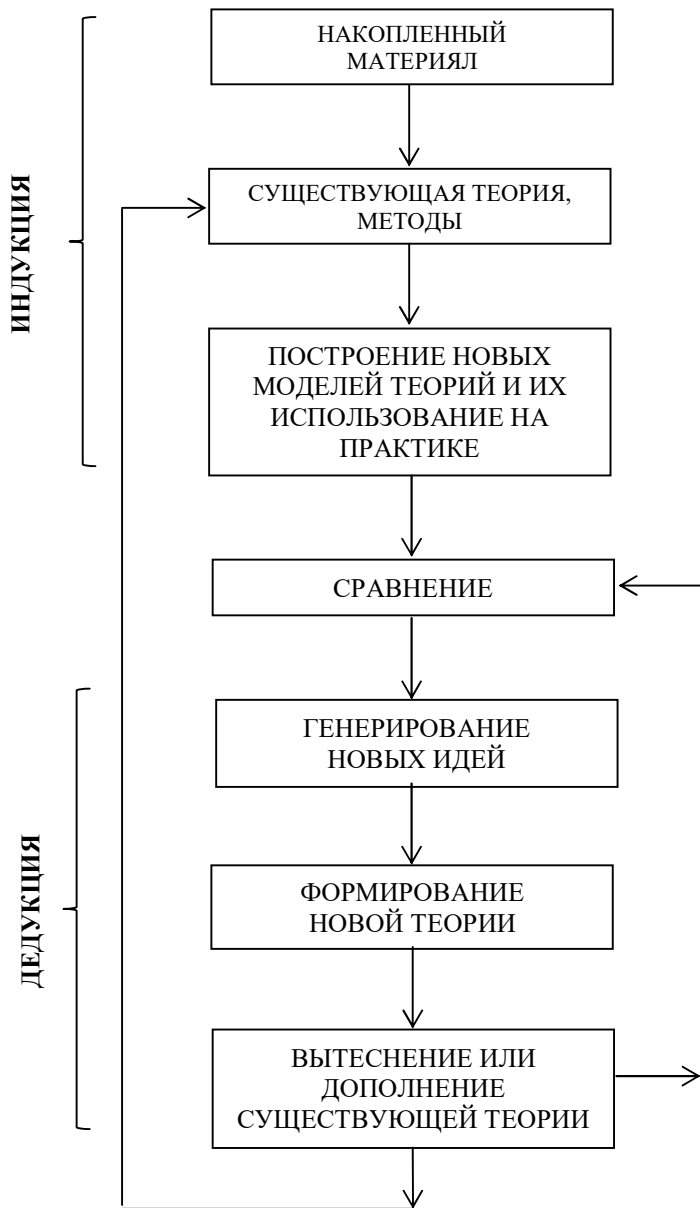 НАКОПЛЕННЫЙ
МАТЕРИЯЛ
ИНДУКЦИЯ
СУЩЕСТВУЮЩАЯ ТЕОРИЯ,
МЕТОДЫ
ПОСТРОЕНИЕ НОВЫХ
МОДЕЛЕЙ ТЕОРИЙ И ИХ
ИСПОЛЬЗОВАНИЕ НА
ПРАКТИКЕ
СРАВНЕНИЕ
ГЕНЕРИРОВАНИЕ
НОВЫХ ИДЕЙ
ДЕДУКЦИЯ
ФОРМИРОВАНИЕ
НОВОЙ ТЕОРИИ
ВЫТЕСНЕНИЕ ИЛИ
ДОПОЛНЕНИЕ
СУЩЕСТВУЮЩЕЙ ТЕОРИИ